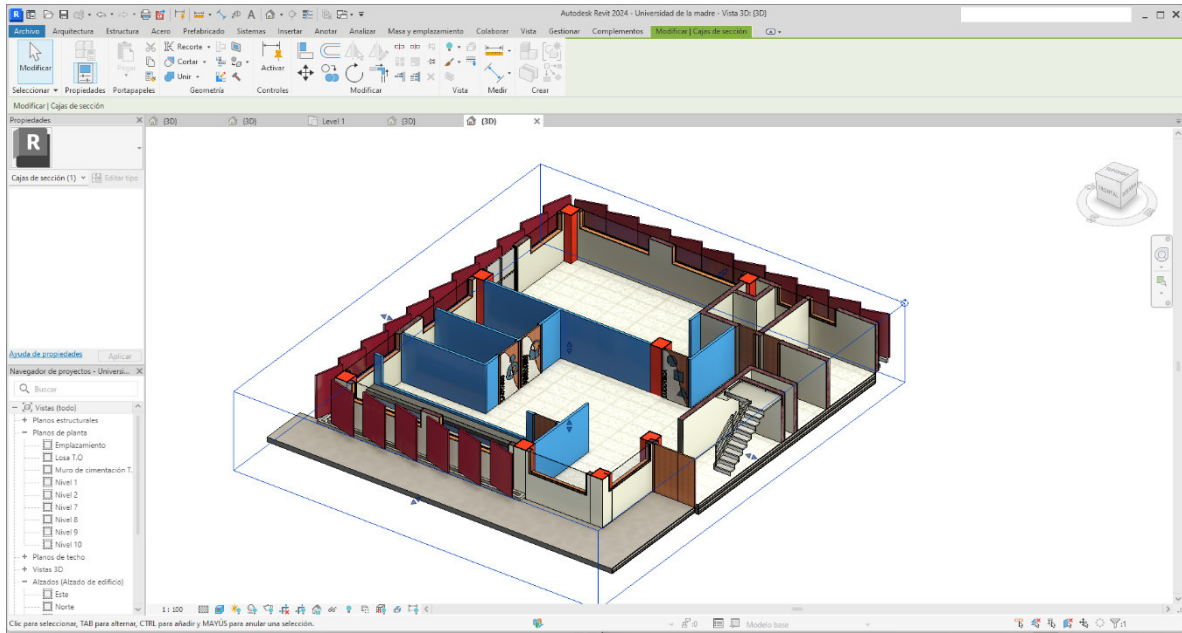 Autodesk Revit 2024 - Universidad de la madre - Vista 3D: {3D}
Archivo Arquitectura Estructura Acero Prefabricado Sistemas Insertar Anotar Analizar Masa y emplazamiento Colaborar Vista Gestionar Complementos Modificar | Cajas de sección
Modificar Pegar Recorte Cortar Unir Activar
Seleccionar Propiedades Portapapeles Geometría Controles Modificar Vista Medir Crear
Modificar | Cajas de sección
Propiedades X {3D} {3D} Level 1 {3D} {3D} X
R
Cajas de sección (1) Editar tipo
Ayuda de propiedades Aplicar
Navegador de proyectos - Universi... X
Buscar
Vistas (todo)
Planos estructurales
Planos de planta
Emplazamiento
Losa T.O
Muro de cimentación T.
Nivel 1
Nivel 2
Nivel 7
Nivel 8
Nivel 9
Nivel 10
Planos de techo
Vistas 3D
Alzados (Alzado de edificio)
Este
Norte
1 : 100
Clic para seleccionar, TAB para alternar, CTRL para añadir y MAYÚS para anular una selección. :0 Modelo base :1